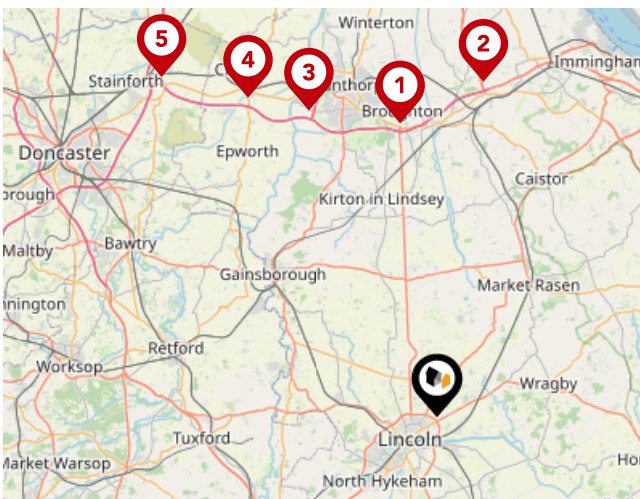 Winterton
5
2
4
Immingham
3
Stainforth
1
Doncaster
Epworth
Caistor
Kirton in Lindsey
Maltby
Bawtry
Gainsborough
Market Rasen
Retford
Worksop
Wragby
Tuxford
Lincoln
Market Warsop
North Hykeham